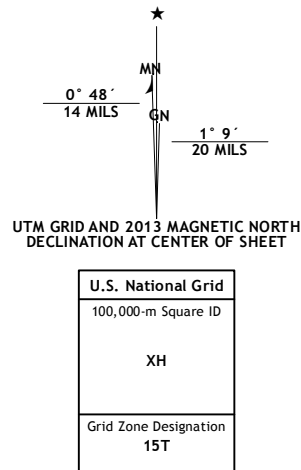 ★
MN
0° 48´
14 MILS
GN
1° 9´
20 MILS
UTM GRID AND 2013 MAGNETIC NORTH
DECLINATION AT CENTER OF SHEET
U.S. National Grid
100,000-m Square ID
XH
Grid Zone Designation
15T